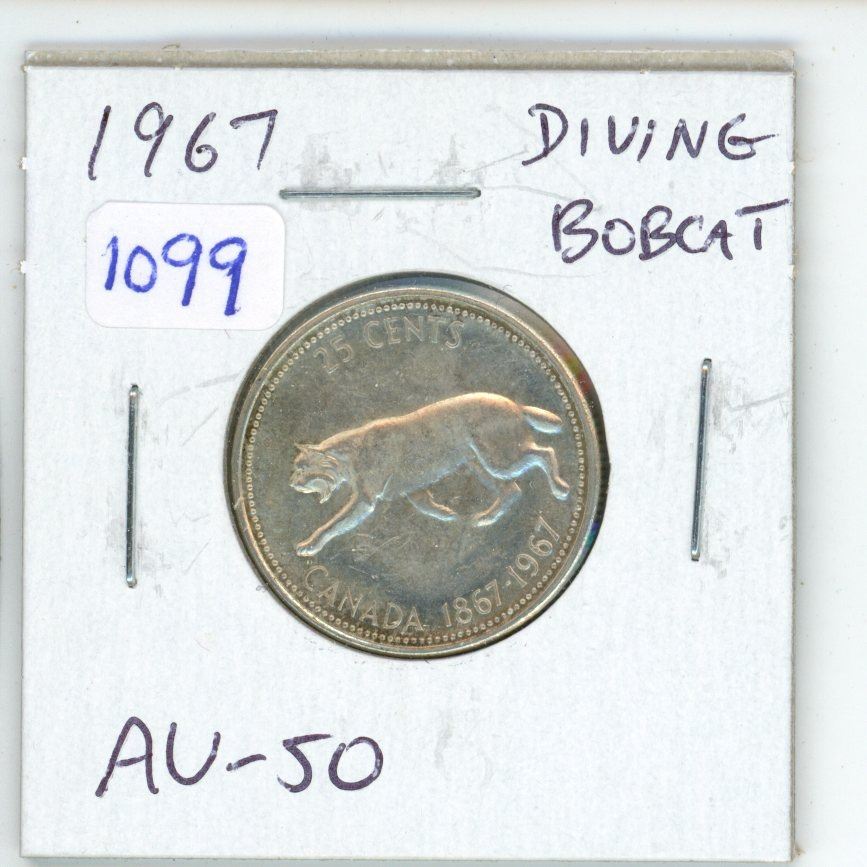 1967
DIVING
BOBCAT
1099
25 CENTS
CANADA 1867-1967
AU-50